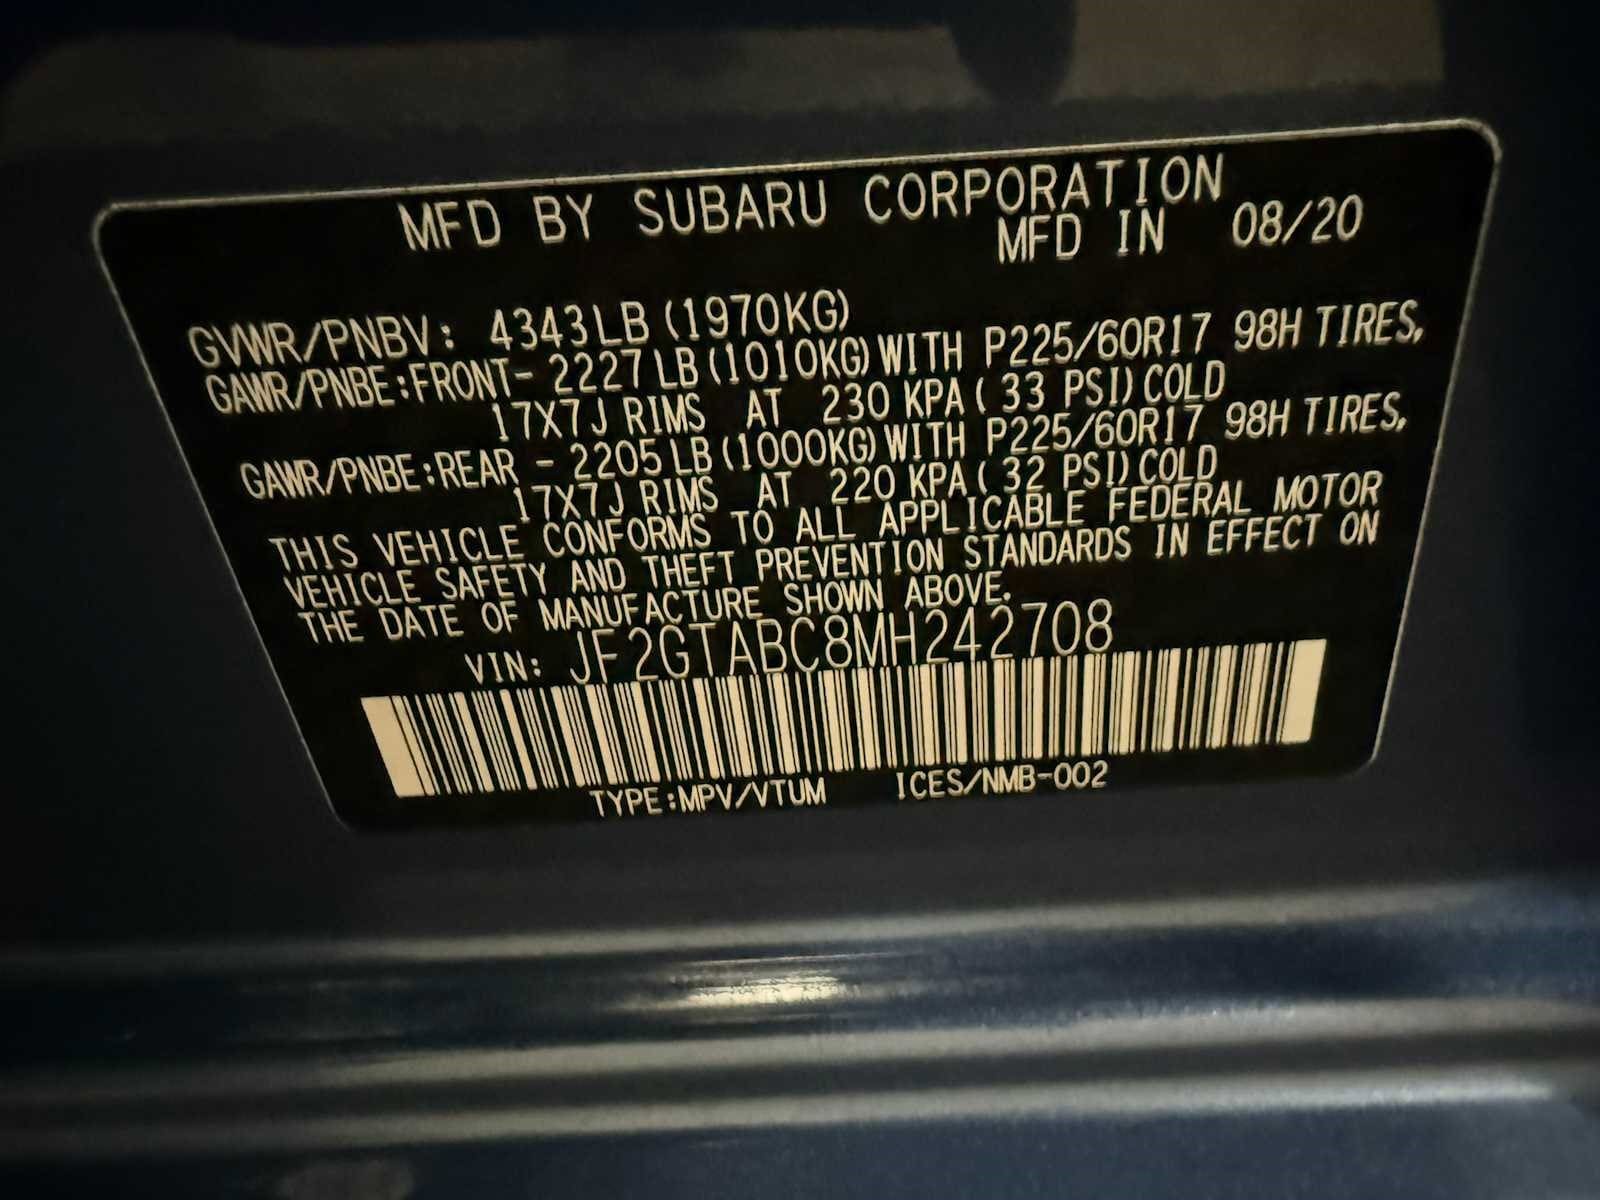 MFD BY SUBARU CORPORATION
MFD IN 08/20
GVWR/PNBV: 4343LB (1970KG)
GAWR/PNBE:FRONT- 2227LB(1010KG)WITH P225/60R17 98H TIRES,
17X7J RIMS AT 230 KPA( 33 PSI)COLD
GAWR/PNBE:REAR - 2205LB(1000KG)WITH P225/60R17 98H TIRES,
17X7J RIMS AT 220 KPA( 32 PSI)COLD
THIS VEHICLE CONFORMS TO ALL APPLICABLE FEDERAL MOTOR
VEHICLE SAFETY AND THEFT PREVENTION STANDARDS IN EFFECT ON
THE DATE OF MANUFACTURE SHOWN ABOVE.
VIN: JF2GTABC8MH242708
TYPE:MPV/VTUM ICES/NMB-002